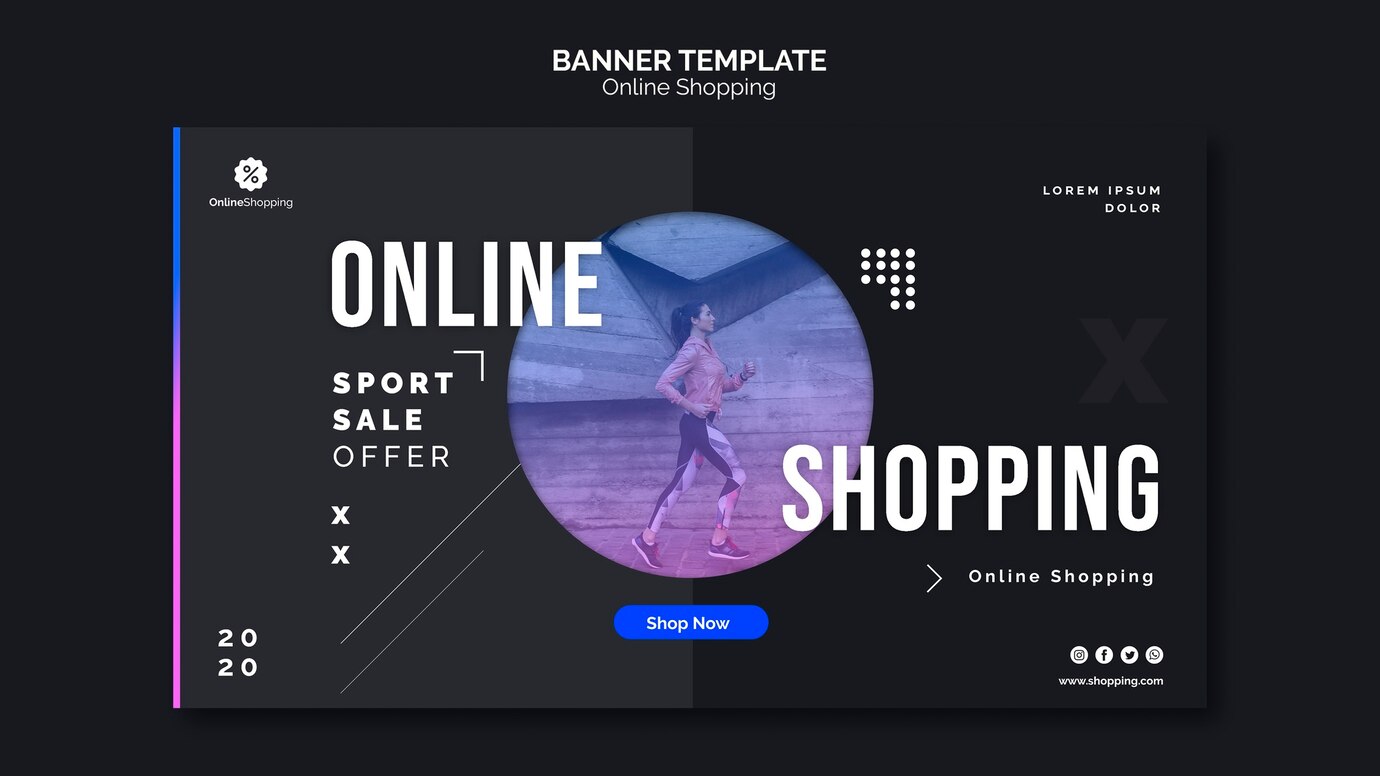 BANNER TEMPLATE
Online Shopping
%
OnlineShopping
LOREM IPSUM
DOLOR
ONLINE
SPORT
SALE
OFFER
X
X
X
SHOPPING
Online Shopping
Shop Now
20
20
www.shopping.com